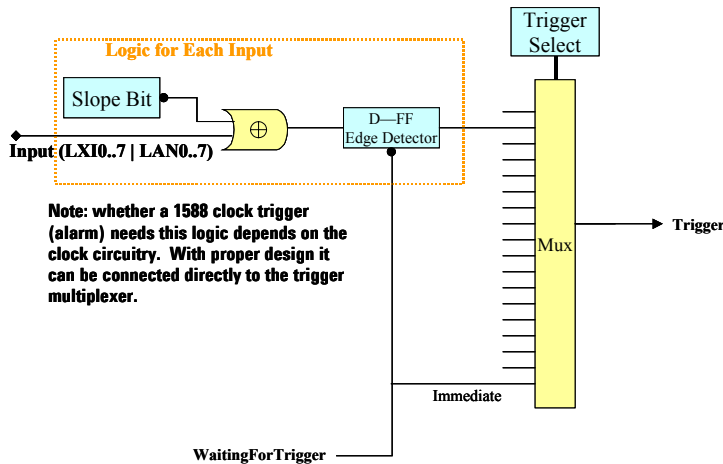 Logic for Each Input
Trigger
Select
Slope Bit
D—FF
Edge Detector
Input (LXI0..7 | LAN0..7)
Note: whether a 1588 clock trigger
(alarm) needs this logic depends on the
clock circuitry. With proper design it
can be connected directly to the trigger
multiplexer.
Mux
Trigger
Immediate
WaitingForTrigger